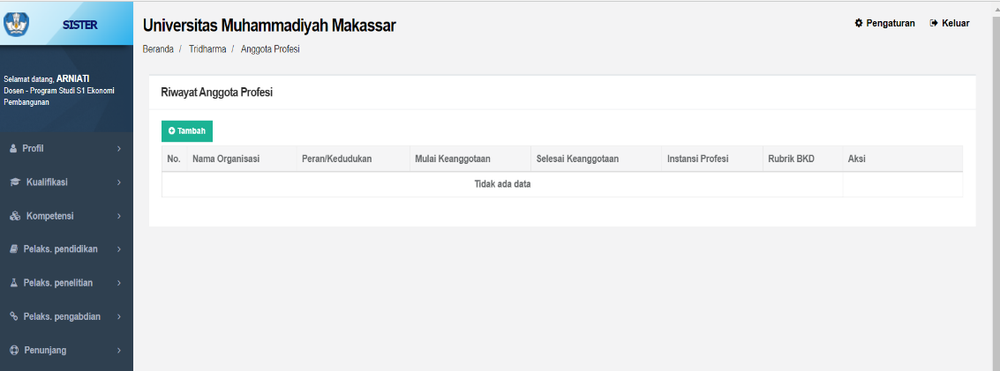 SISTER
Universitas Muhammadiyah Makassar
Pengaturan
Keluar
Beranda / Tridharma / Anggota Profesi
Selamat datang, ARNIATI
Dosen - Program Studi S1 Ekonomi
Pembangunan
Profil
Kualifikasi
Kompetensi
Pelaks. pendidikan
Pelaks. penelitian
Pelaks. pengabdian
Penunjang
Riwayat Anggota Profesi
Tambah
No. Nama Organisasi Peran/Kedudukan Mulai Keanggotaan Selesai Keanggotaan Instansi Profesi Rubrik BKD Aksi
Tidak ada data